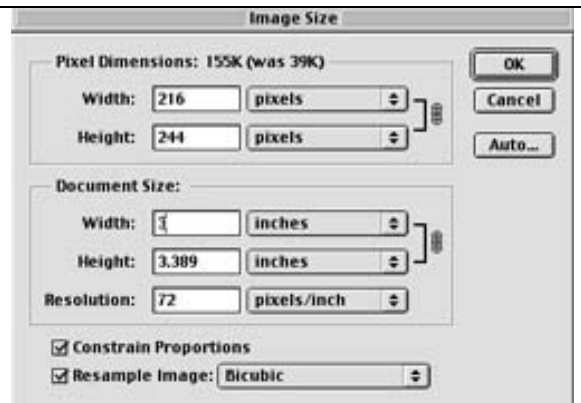 Image Size
Pixel Dimensions: 155K (was 39K)
Width: 216 pixels
Height: 244 pixels
OK
Cancel
Auto...
Document Size:
Width: 3 inches
Height: 3.389 inches
Resolution: 72 pixels/inch
Constrain Proportions
Resample Image: Bicubic